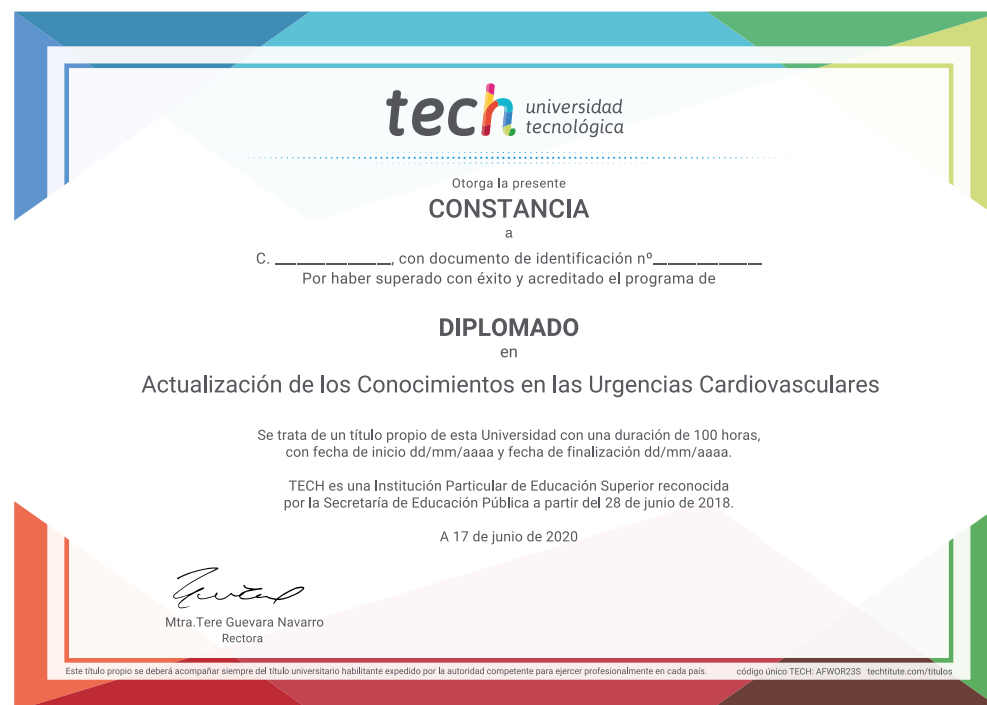 tech universidad
tecnológica
Otorga la presente
CONSTANCIA
a
C. ______________, con documento de identificación nº_____________
Por haber superado con éxito y acreditado el programa de
DIPLOMADO
en
Actualización de los Conocimientos en las Urgencias Cardiovasculares
Se trata de un título propio de esta Universidad con una duración de 100 horas,
con fecha de inicio dd/mm/aaaa y fecha de finalización dd/mm/aaaa.
TECH es una Institución Particular de Educación Superior reconocida
por la Secretaría de Educación Pública a partir del 28 de junio de 2018.
A 17 de junio de 2020
Mtra.Tere Guevara Navarro
Rectora
Este título propio se deberá acompañar siempre del título universitario habilitante expedido por la autoridad competente para ejercer profesionalmente en cada país. código único TECH: AFWOR23S techtitute.com/titulos